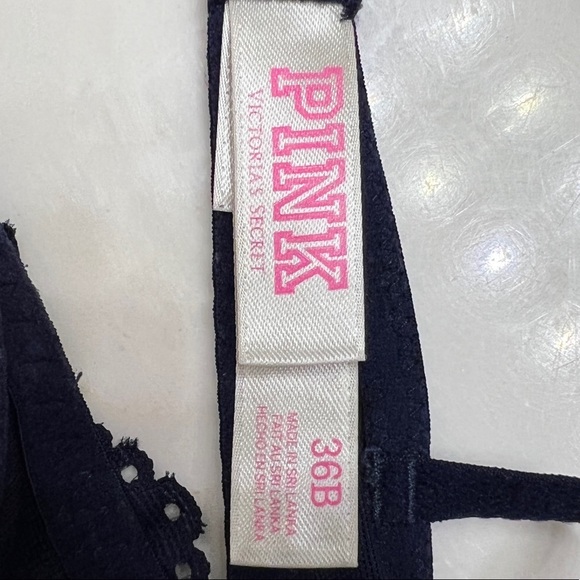 PINK
VICTORIA'S SECRET
36B
MADE IN SRI LANKA
FAIT AU SRI LANKA
HECHO EN SRI LANKA